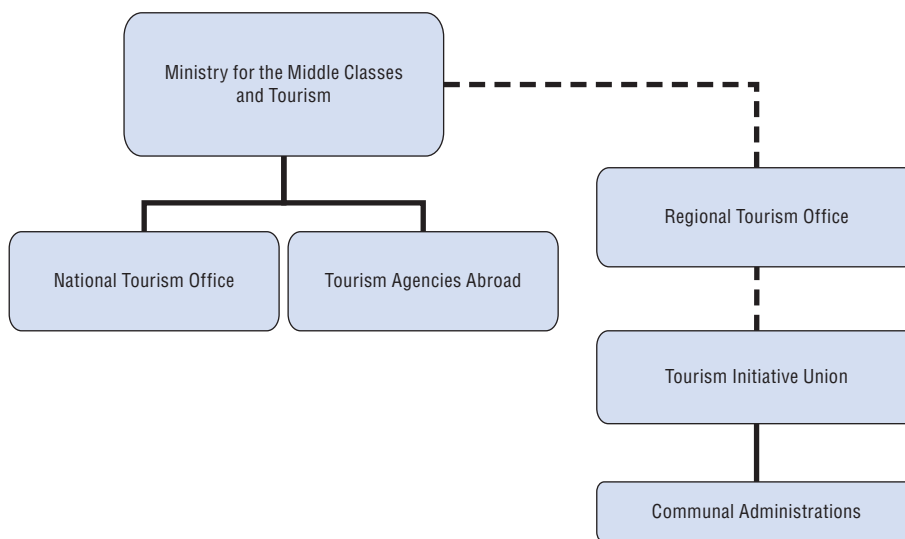 Ministry for the Middle Classes
and Tourism
Regional Tourism Office
National Tourism Office
Tourism Agencies Abroad
Tourism Initiative Union
Communal Administrations